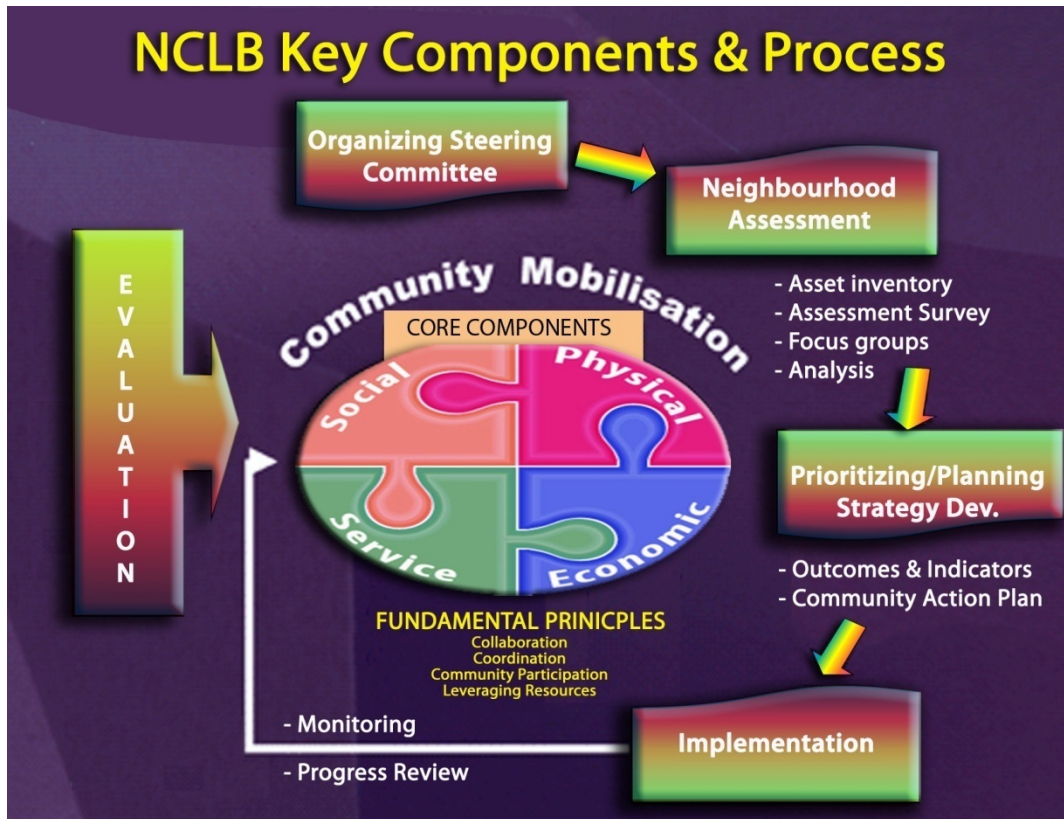 NCLB Key Components & Process
Organizing Steering
Committee
Neighbourhood
Assessment
- Asset inventory
- Assessment Survey
- Focus groups
- Analysis
Prioritizing/Planning
Strategy Dev.
- Outcomes & Indicators
- Community Action Plan
Implementation
- Monitoring
- Progress Review
EVALUATION
Community Mobilisation
CORE COMPONENTS
Social
Physical
Service
Economic
FUNDAMENTAL PRINICPLES
Collaboration
Coordination
Community Participation
Leveraging Resources